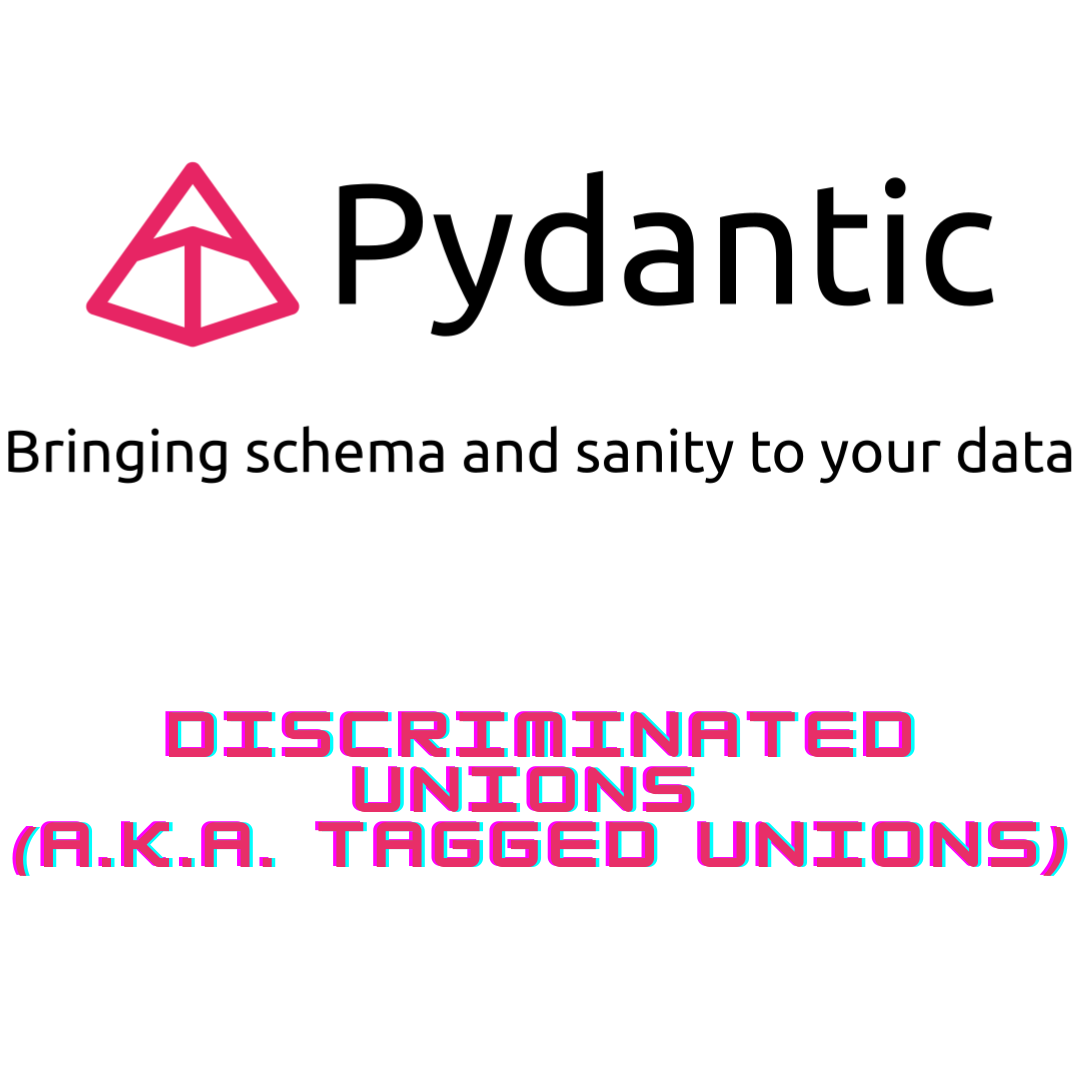 Pydantic
Bringing schema and sanity to your data
DISCRIMINATED
UNIONS
(A.K.A. TAGGED UNIONS)